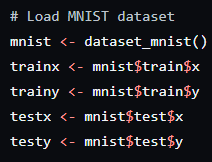 # Load MNIST dataset
mnist <- dataset_mnist()
trainx <- mnist$train$x
trainy <- mnist$train$y
testx <- mnist$test$x
testy <- mnist$test$y